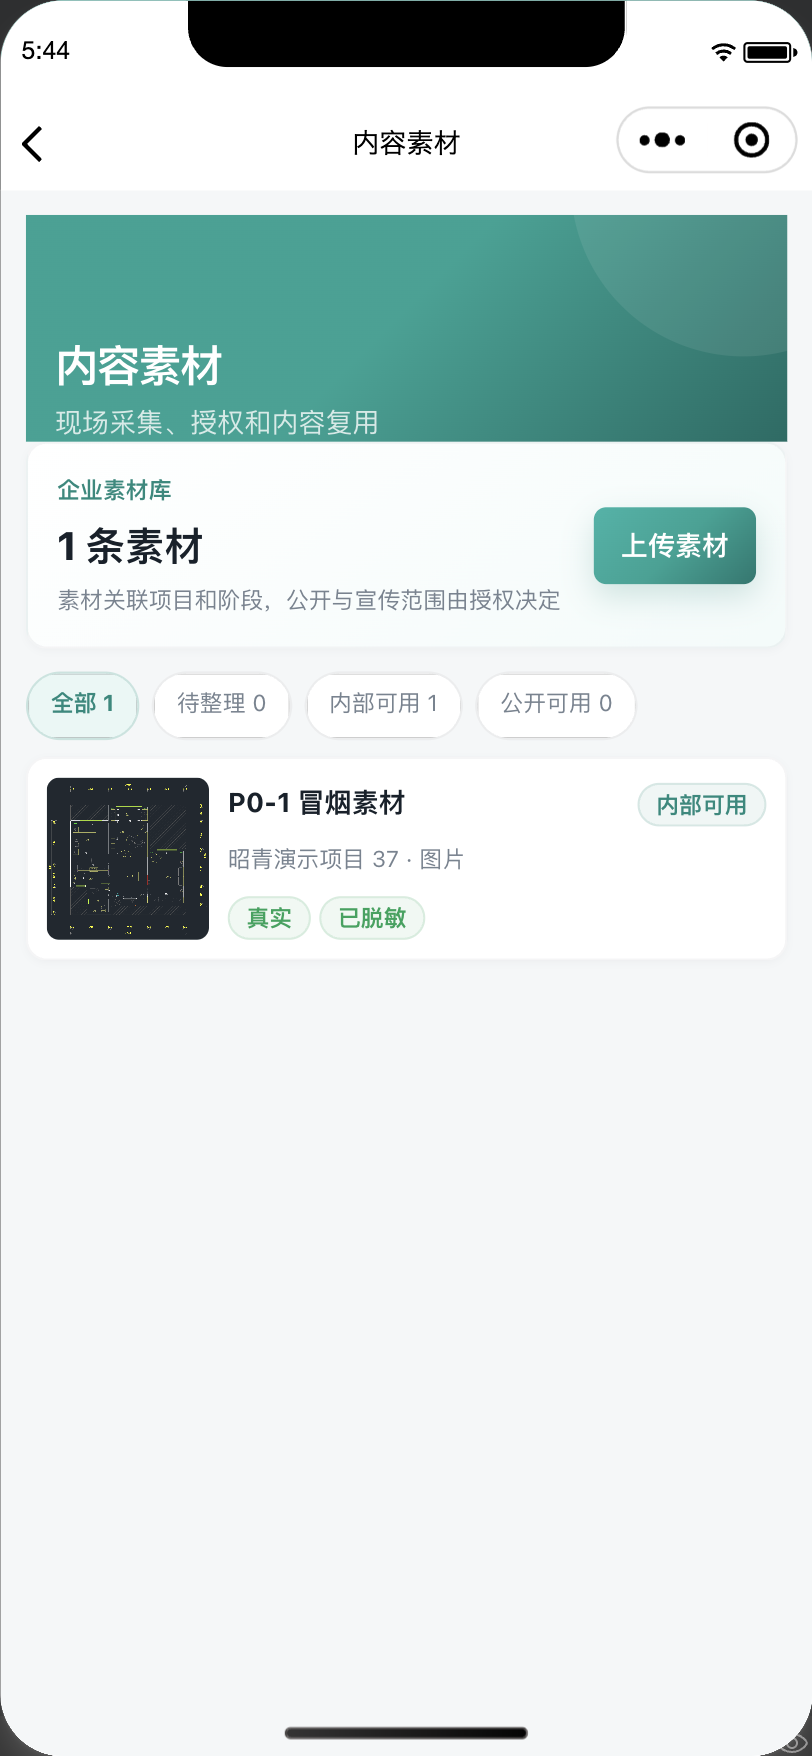 5:44
内容素材
内容素材
现场采集、授权和内容复用
企业素材库
1 条素材
上传素材
素材关联项目和阶段，公开与宣传范围由授权决定
全部 1
待整理 0
内部可用 1
公开可用 0
P0-1 冒烟素材
内部可用
昭青演示项目 37 · 图片
真实
已脱敏